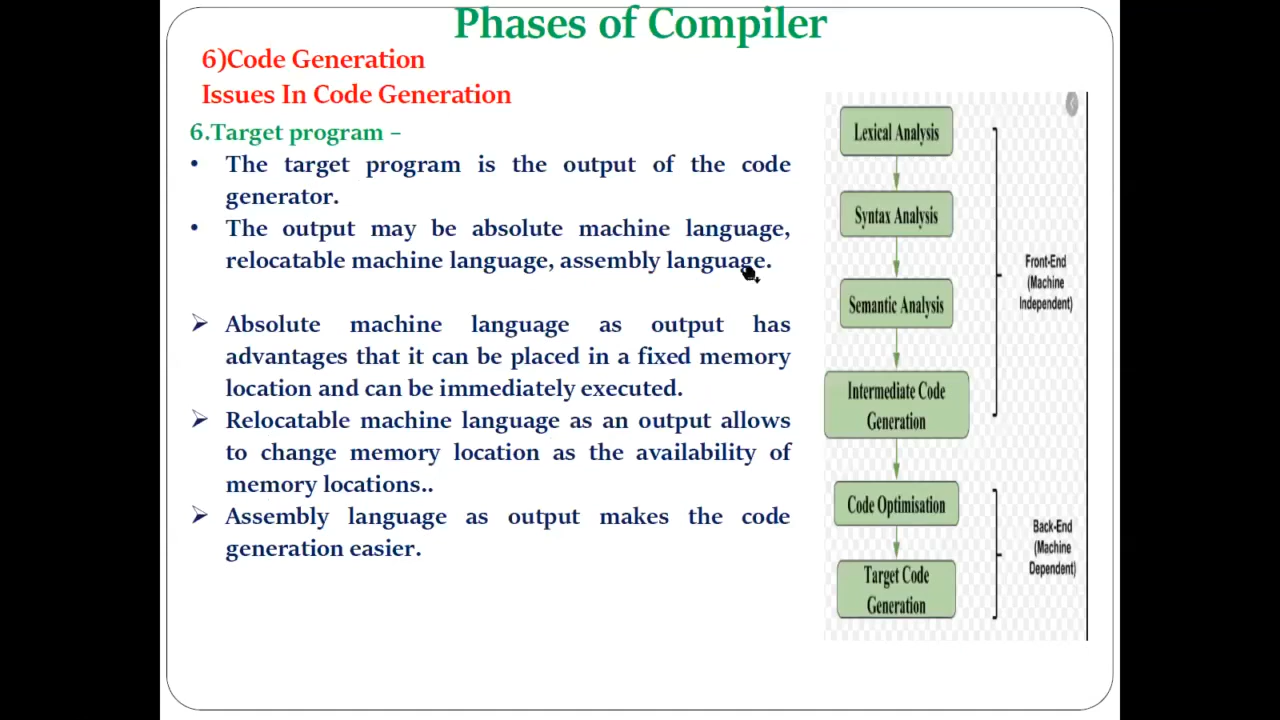 Phases of Compiler
6)Code Generation
Issues In Code Generation
6.Target program –
• The target program is the output of the code
generator.
• The output may be absolute machine language,
relocatable machine language, assembly language.
➢ Absolute machine language as output has
advantages that it can be placed in a fixed memory
location and can be immediately executed.
➢ Relocatable machine language as an output allows
to change memory location as the availability of
memory locations..
➢ Assembly language as output makes the code
generation easier.
Lexical Analysis
Syntax Analysis
Semantic Analysis
Intermediate Code
Generation
Code Optimisation
Target Code
Generation
Front-End
(Machine
Independent)
Back-End
(Machine
Dependent)